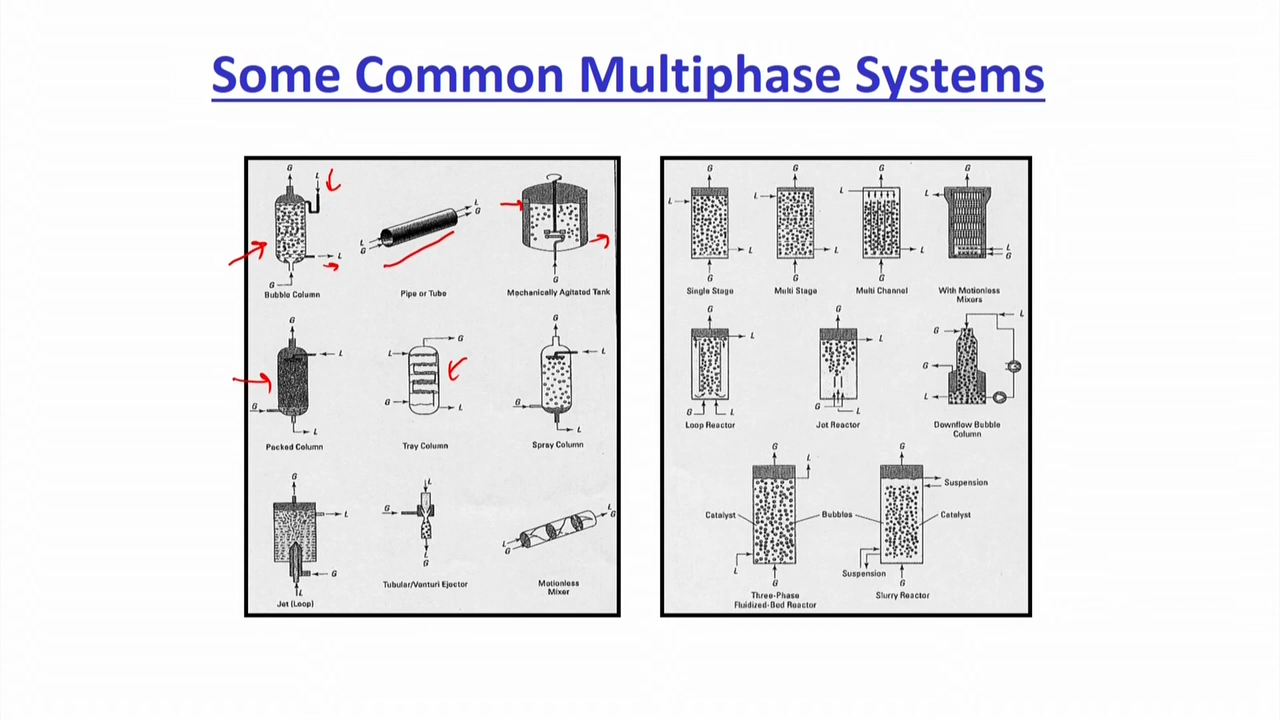 Some Common Multiphase Systems
G
L
L
G
Bubble Column
L
G
L
G
Pipe or Tube
G
Mechanically Agitated Tank
G
L
G
L
Packed Column
G
L
G
L
Tray Column
G
L
G
L
Spray Column
G
L
G
L
Jet (Loop)
L
G
L
G
Tubular/Venturi Ejector
L
G
L
G
Motionless
Mixer
G
L
L
G
Single Stage
G
L
L
G
Multi Stage
G
L
L
G
Multi Channel
G
L
L
G
With Motionless
Mixers
G
L
G
L
Loop Reactor
G
L
G
L
Jet Reactor
L
G
G
L
Downflow Bubble
Column
G
L
Catalyst
Bubbles
L
G
Three-Phase
Fluidized-Bed Reactor
G
Suspension
Catalyst
Suspension
G
Slurry Reactor